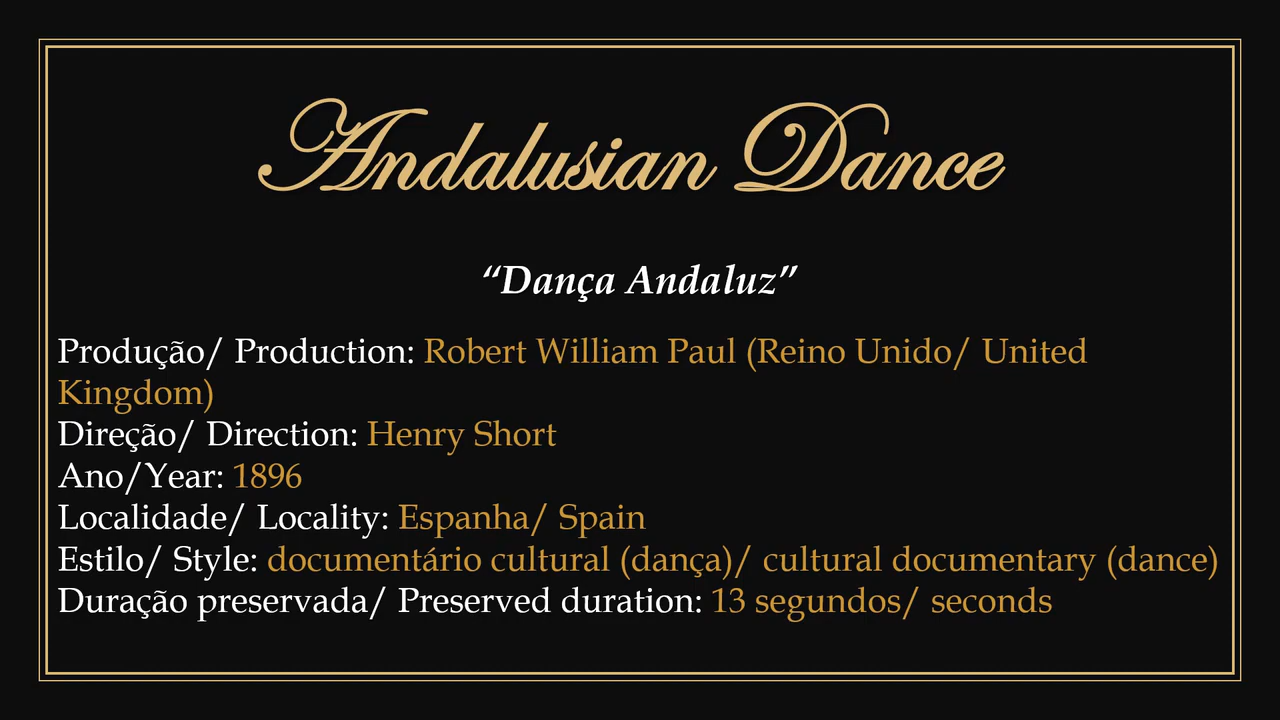 Andalusian Dance
“Dança Andaluz”
Produção/ Production: Robert William Paul (Reino Unido/ United
Kingdom)
Direção/ Direction: Henry Short
Ano/Year: 1896
Localidade/ Locality: Espanha/ Spain
Estilo/ Style: documentário cultural (dança)/ cultural documentary (dance)
Duração preservada/ Preserved duration: 13 segundos/ seconds